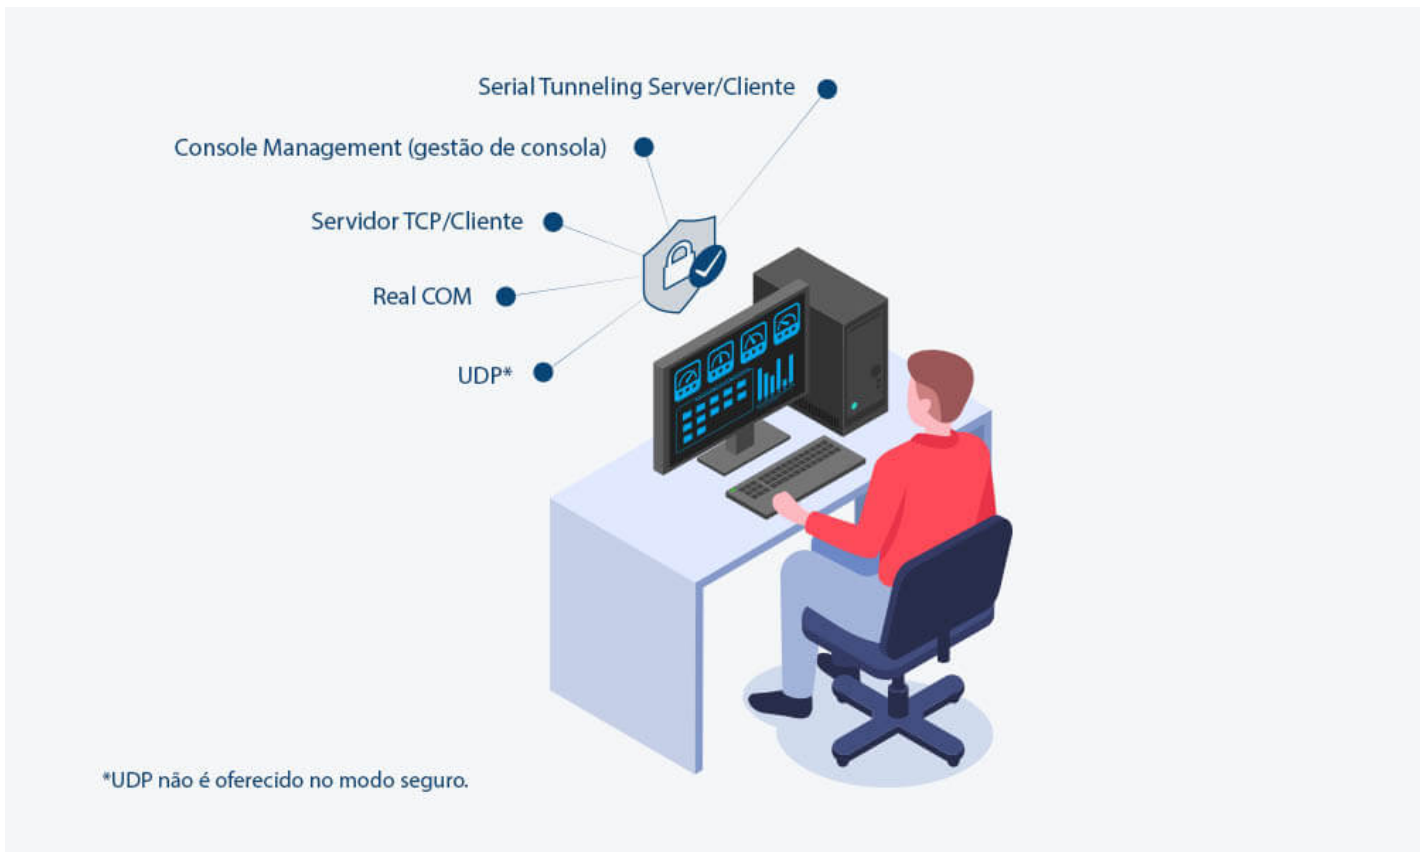 Serial Tunneling Server/Cliente
Console Management (gestão de consola)
Servidor TCP/Cliente
Real COM
UDP*
*UDP não é oferecido no modo seguro.